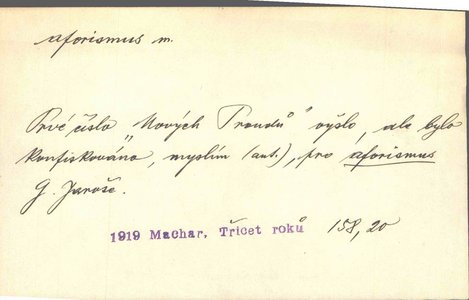 aforismus m.
Prvé číslo „Nových Proudů" vyšlo, ale bylo
konfiskováno, myslím (aut.), pro aforismus
G. Jaroše.
1919 Machar, Třicet roků 158,20